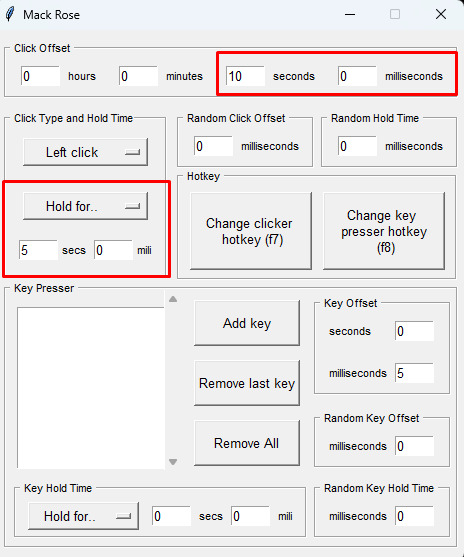 Mack Rose
Click Offset
0 hours 0 minutes 10 seconds 0 milliseconds
Click Type and Hold Time
Left click
Random Click Offset
0 milliseconds
Random Hold Time
0 milliseconds
Hold for..
5 secs 0 mili
Hotkey
Change clicker
hotkey (f7)
Change key
presser hotkey
(f8)
Key Presser
Add key
Remove last key
Remove All
Key Offset
seconds 0
milliseconds 5
Random Key Offset
milliseconds 0
Key Hold Time
Hold for.. 0 secs 0 mili
Random Key Hold Time
milliseconds 0